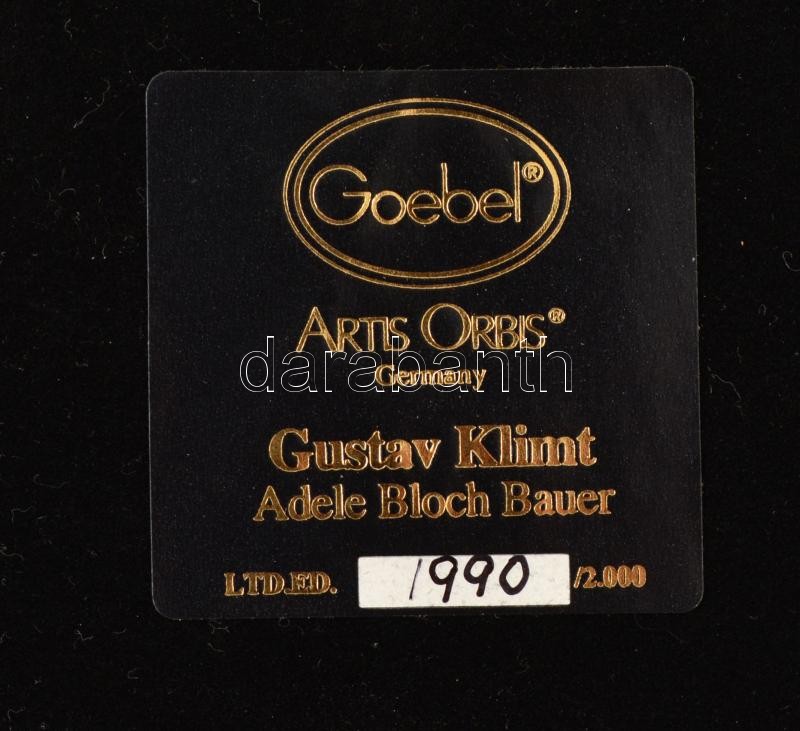 Goebel®
ARTIS ORBIS®
darabanth
Germany
Gustav Klimt
Adele Bloch Bauer
LTD.ED. 1990 /2.000